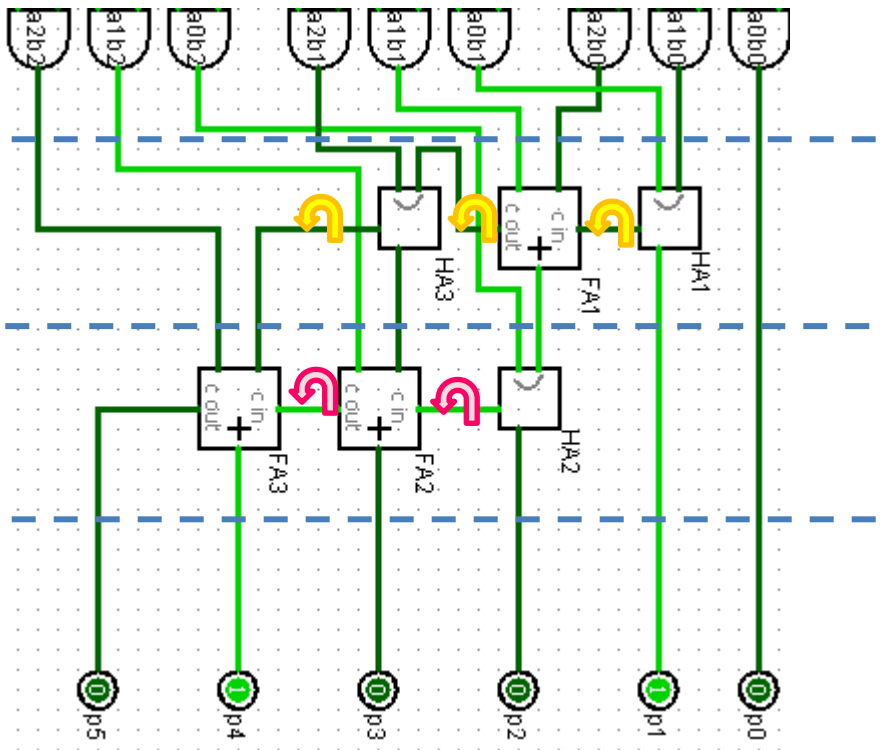 a2b2
a1b2
a0b2
a2b1
a1b1
a0b1
a2b0
a1b0
a0b0
c out
c in
+
HA3
FA1
HA1
c out
c in
+
c out
c in
+
FA3
FA2
HA2
0
1
0
0
1
0
p5
p4
p3
p2
p1
p0